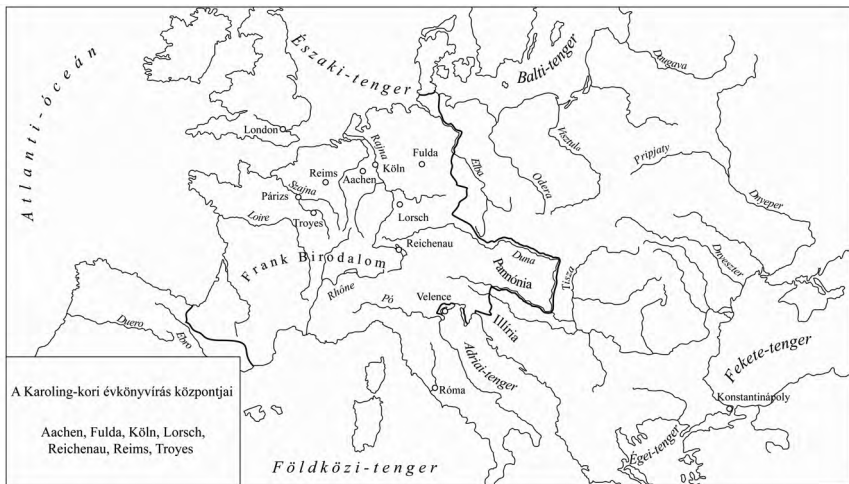 Atlanti-óceán
Északi-tenger
Balti-tenger
Daugava
London
Rajna
Köln
Fulda
Elba
Odera
Visztula
Pripjaty
Dnyeper
Reims
Aachen
Párizs
Szajna
Troyes
Lorsch
Loire
Reichenau
Frank Birodalom
Duna
Pannónia
Tisza
Dnyeszter
Rhône
Pó
Velence
Illíria
Duero
Ebro
Adriai-tenger
Fekete-tenger
Róma
Konstantinápoly
Égei-tenger
Földközi-tenger
A Karoling-kori évkönyvírás központjai
Aachen, Fulda, Köln, Lorsch,
Reichenau, Reims, Troyes